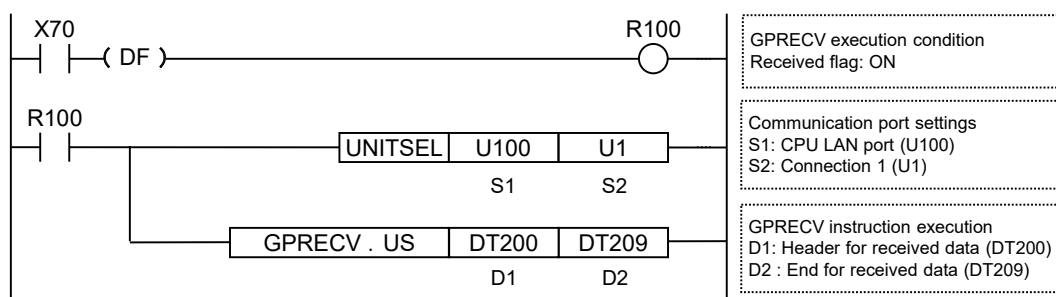 X70
( DF )
R100
GPRECV execution condition
Received flag: ON
R100
UNITSEL U100 U1
S1 S2
Communication port settings
S1: CPU LAN port (U100)
S2: Connection 1 (U1)
GPRECV . US DT200 DT209
D1 D2
GPRECV instruction execution
D1: Header for received data (DT200)
D2 : End for received data (DT209)